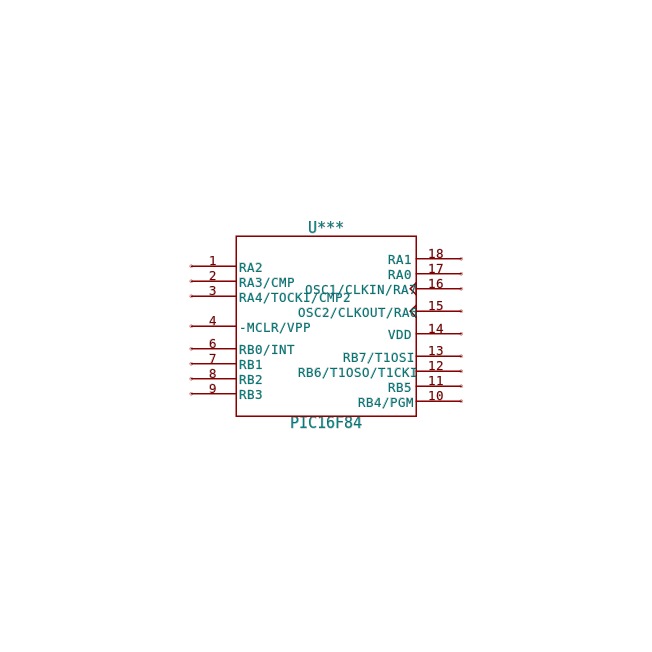 U***
1 RA2
2 RA3/CMP
3 RA4/TOCKI/CMP2
4 -MCLR/VPP
6 RB0/INT
7 RB1
8 RB2
9 RB3
RA1 18
RA0 17
OSC1/CLKIN/RA7 16
OSC2/CLKOUT/RA6 15
VDD 14
RB7/T1OSI 13
RB6/T1OSO/T1CKI 12
RB5 11
RB4/PGM 10
PIC16F84